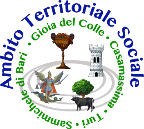 Ambito Territoriale Sociale
Gioia del Colle • Casamassima • Turi • Sammichele di Bari •